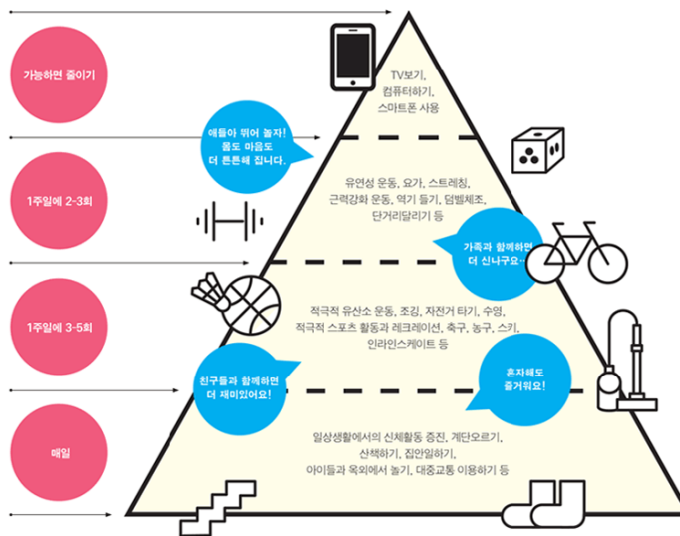 가능하면 줄이기
TV보기,
컴퓨터하기,
스마트폰 사용
애들아 뛰어 놀자!
몸도 마음도
더 튼튼해 집니다.
1주일에 2-3회
유연성 운동, 요가, 스트레칭,
근력강화 운동, 역기 들기, 덤벨체조,
단거리달리기 등
가족과 함께하면
더 신나구요··
1주일에 3-5회
적극적 유산소 운동, 조깅, 자전거 타기, 수영,
적극적 스포츠 활동과 레크레이션, 축구, 농구, 스키,
인라인스케이트 등
친구들과 함께하면
더 재미있어요!
혼자해도
즐거워요!
매일
일상생활에서의 신체활동 증진, 계단오르기,
산책하기, 집안일하기,
아이들과 옥외에서 놀기, 대중교통 이용하기 등